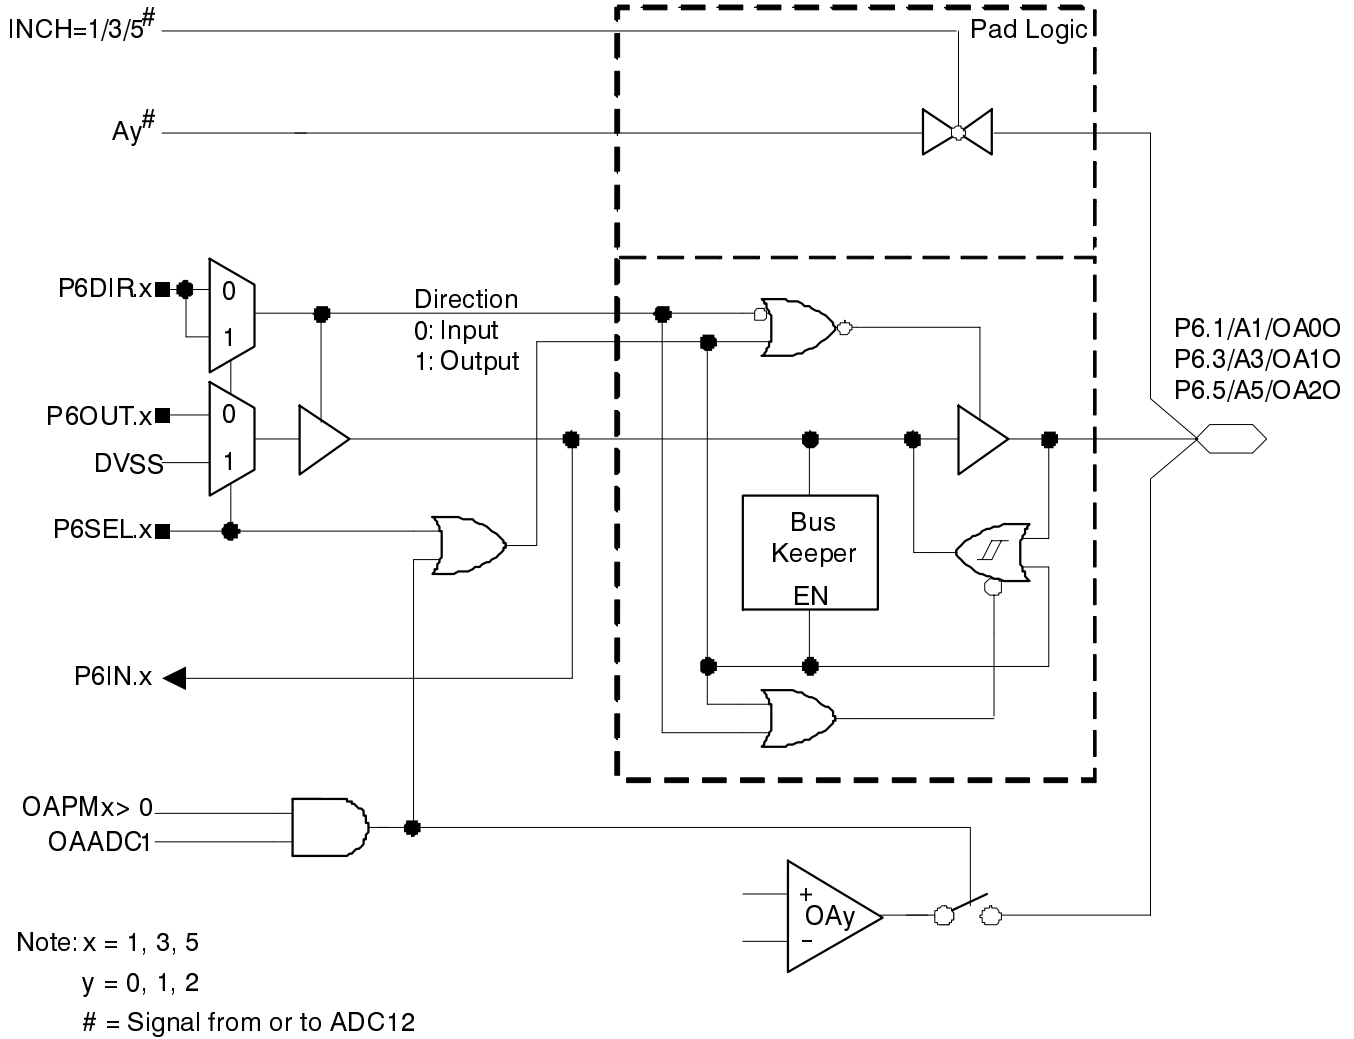 INCH=1/3/5#
Pad Logic
Ay#
P6DIR.x
0
1
Direction
0: Input
1: Output
P6.1/A1/OA0O
P6.3/A3/OA1O
P6.5/A5/OA2O
P6OUT.x
0
DVSS
1
P6SEL.x
Bus
Keeper
EN
P6IN.x
OAPMx> 0
OAADC1
+
OAy
−
Note: x = 1, 3, 5
y = 0, 1, 2
# = Signal from or to ADC12